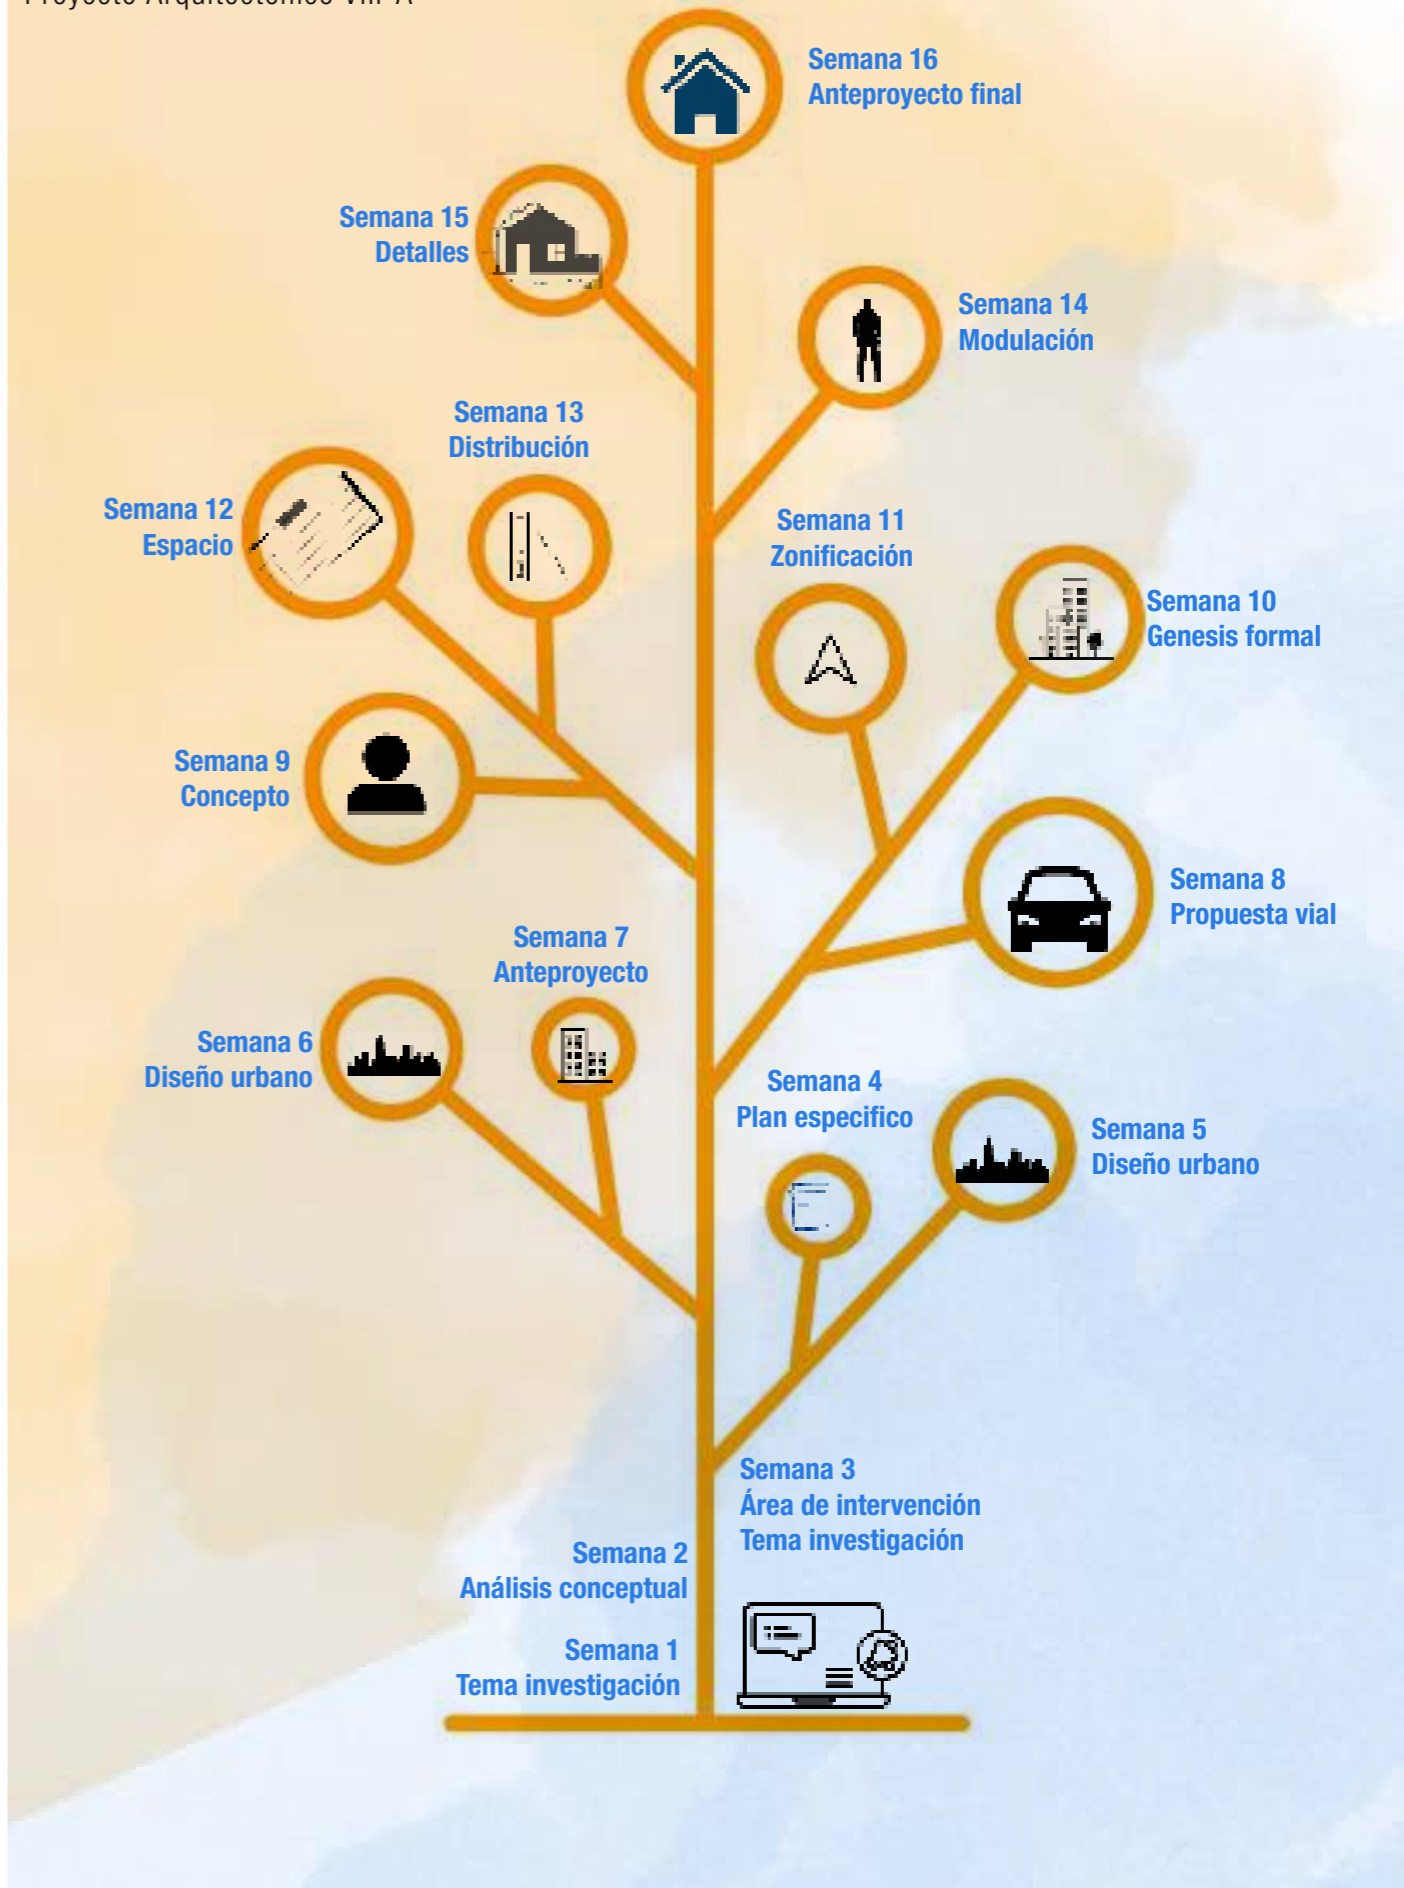 Proyecto Arquitectónico VIII-A
Semana 16
Anteproyecto final
Semana 15
Detalles
Semana 14
Modulación
Semana 13
Distribución
Semana 12
Espacio
Semana 11
Zonificación
Semana 10
Genesis formal
Semana 9
Concepto
Semana 8
Propuesta vial
Semana 7
Anteproyecto
Semana 6
Diseño urbano
Semana 4
Plan especifico
Semana 5
Diseño urbano
Semana 3
Área de intervención
Tema investigación
Semana 2
Análisis conceptual
Semana 1
Tema investigación